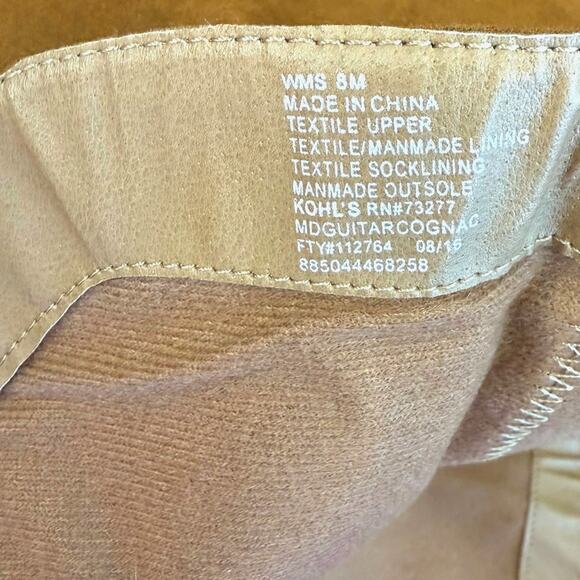 WMS 8M
MADE IN CHINA
TEXTILE UPPER
TEXTILE/MANMADE LINING
TEXTILE SOCKLINING
MANMADE OUTSOLE
KOHL'S RN#73277
MDGUITARCOGNAC
FTY#112764 08/15
885044468258